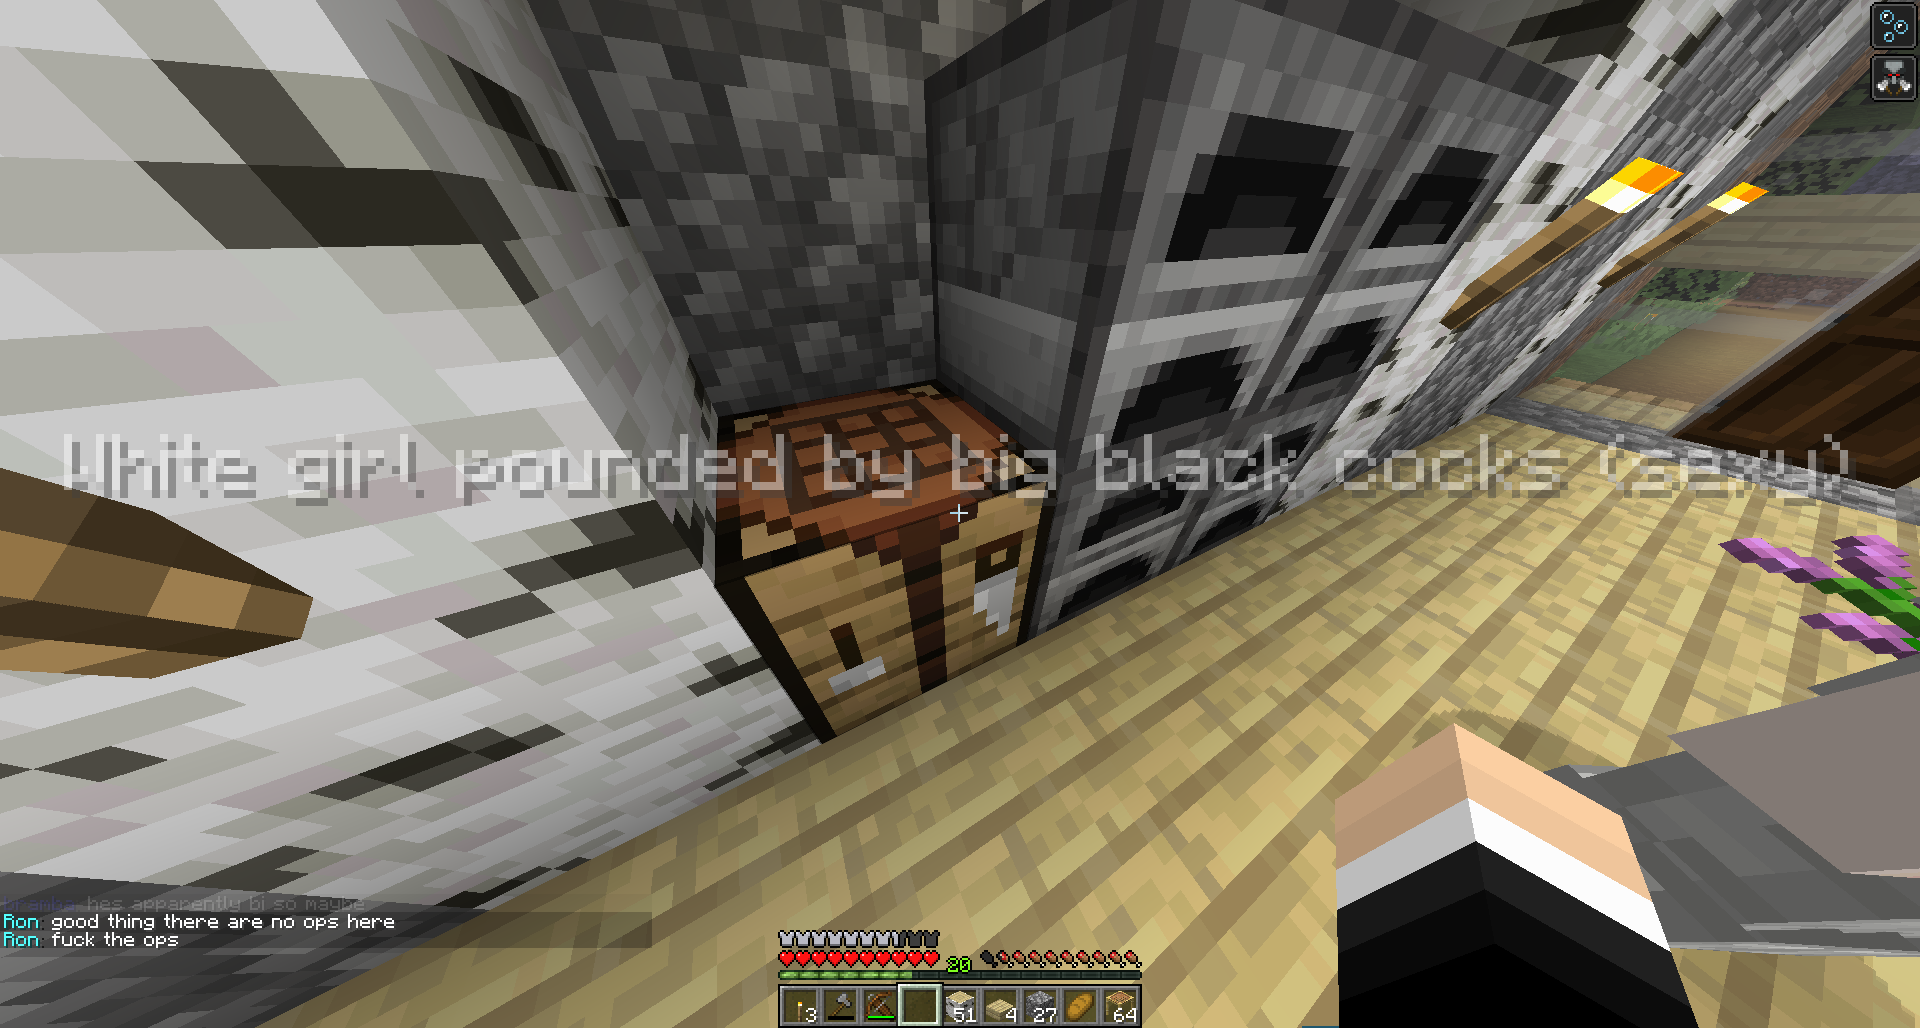 White girl pounded by big black cocks (sexy)
hes apparently bi so maybe
Ron: good thing there are no ops here
Ron: fuck the ops
20
3 51 4 27 64